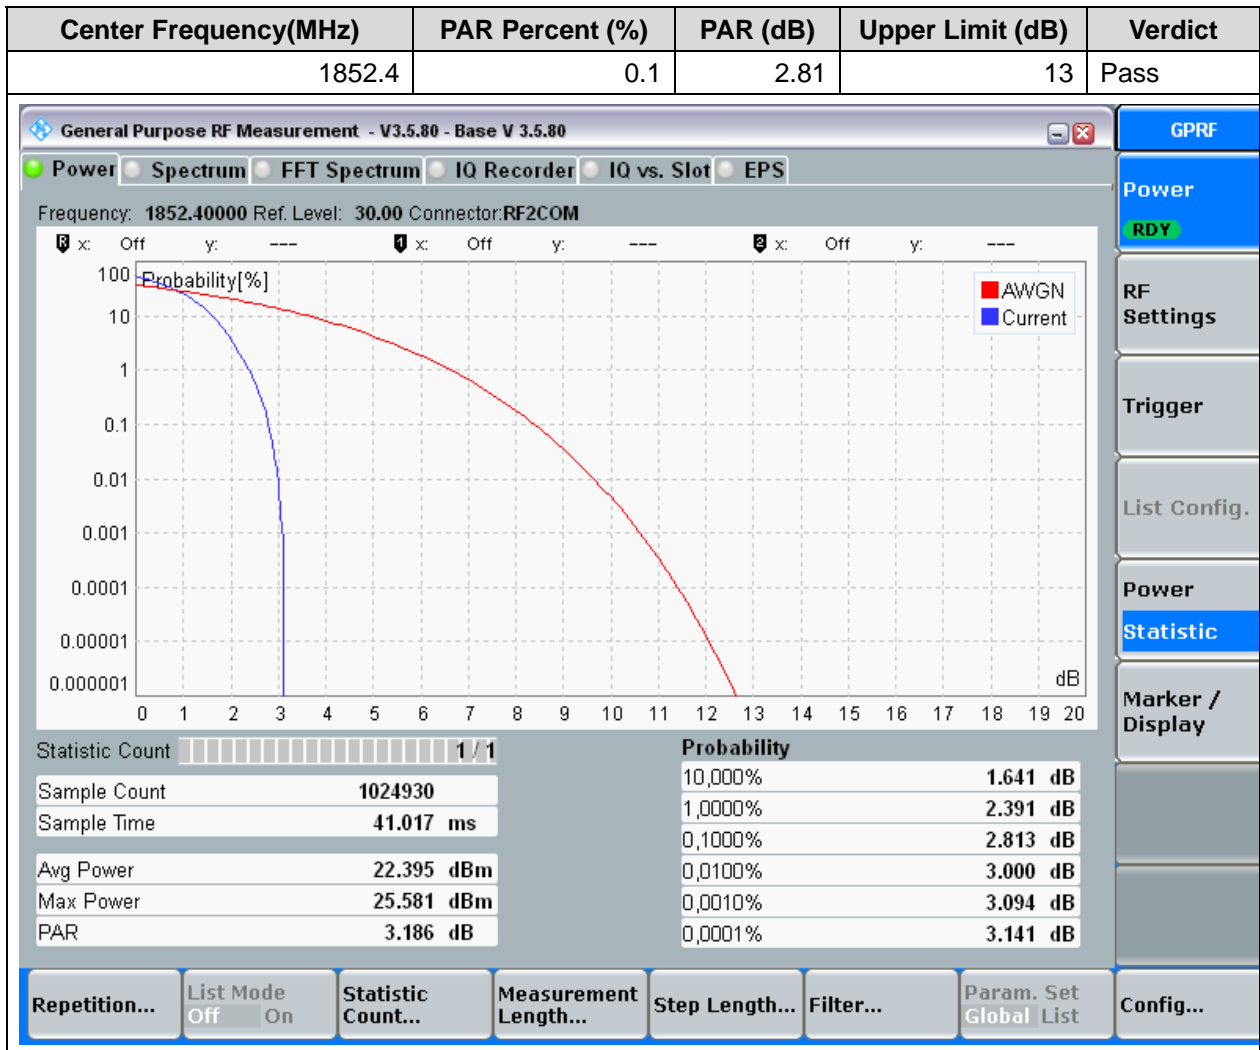 Center Frequency(MHz) PAR Percent (%) PAR (dB) Upper Limit (dB) Verdict
1852.4 0.1 2.81 13 Pass
General Purpose RF Measurement - V3.5.80 - Base V 3.5.80
GPRF
Power Spectrum FFT Spectrum IQ Recorder IQ vs. Slot EPS
Frequency: 1852.40000 Ref. Level: 30.00 Connector:RF2COM
R x: Off y: --- 1 x: Off y: --- 2 x: Off y: ---
Probability[%]
AWGN
Current
100
10
1
0.1
0.01
0.001
0.0001
0.00001
0.000001
dB
0 1 2 3 4 5 6 7 8 9 10 11 12 13 14 15 16 17 18 19 20
Statistic Count 1 / 1
Sample Count 1024930
Sample Time 41.017 ms
Avg Power 22.395 dBm
Max Power 25.581 dBm
PAR 3.186 dB
Probability
10,000% 1.641 dB
1,0000% 2.391 dB
0,1000% 2.813 dB
0,0100% 3.000 dB
0,0010% 3.094 dB
0,0001% 3.141 dB
Power
RDY
RF
Settings
Trigger
List Config.
Power
Statistic
Marker /
Display
Repetition...
List Mode
Off On
Statistic
Count...
Measurement
Length...
Step Length...
Filter...
Param. Set
Global List
Config...